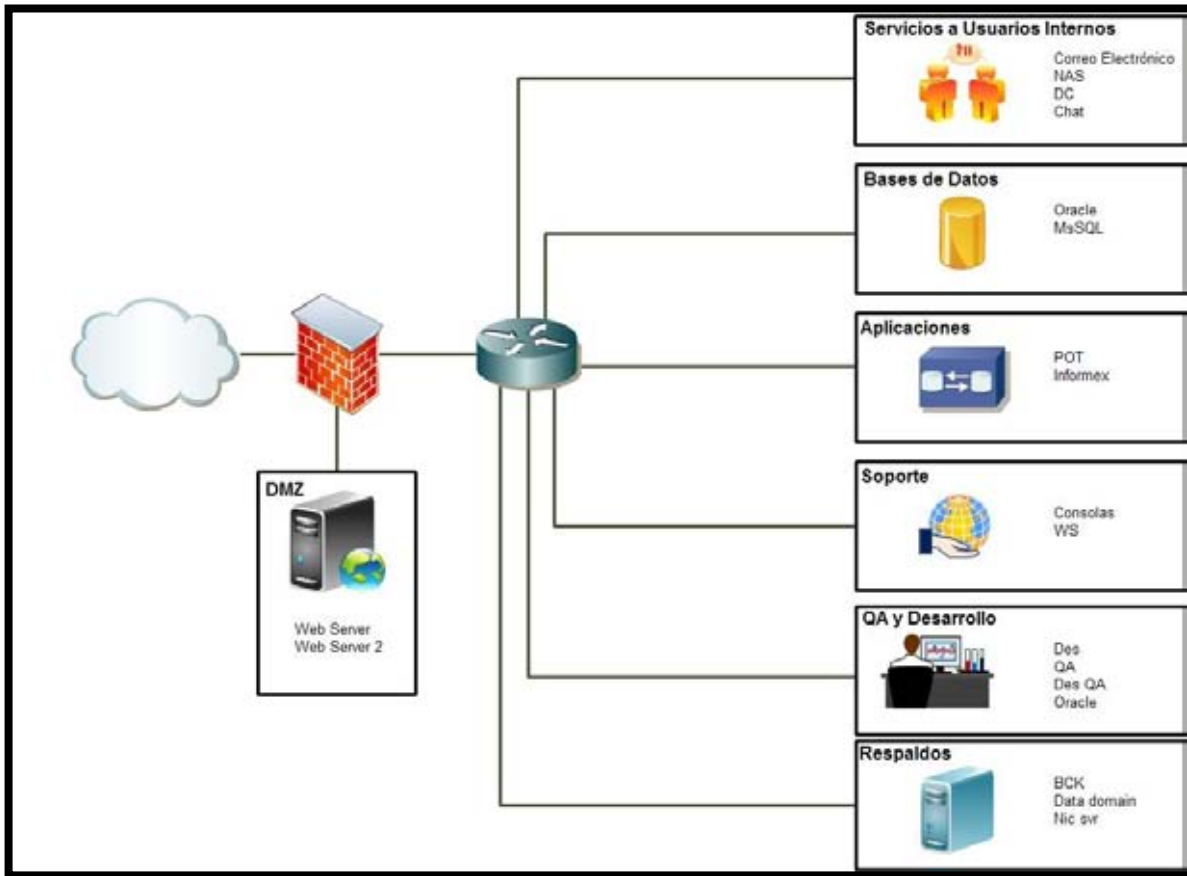 Servicios a Usuarios Internos
Correo Electrónico
NAS
DC
Chat
Bases de Datos
Oracle
MsSQL
Aplicaciones
POT
Informex
Soporte
Consolas
WS
DMZ
Web Server
Web Server 2
QA y Desarrollo
Des
QA
Des QA
Oracle
Respaldos
BCK
Data domain
Nic svr